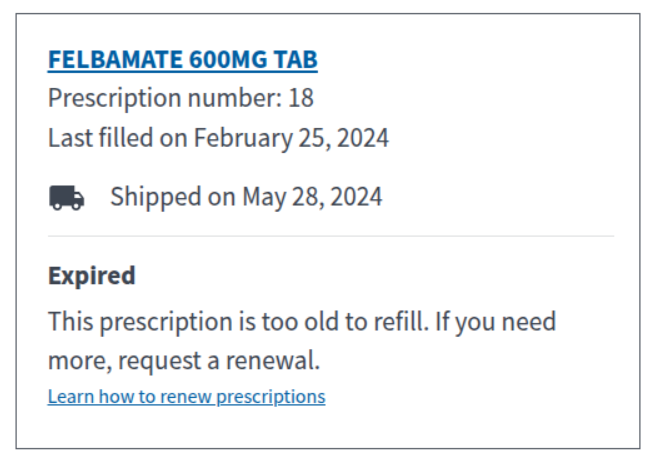 FELBAMATE 600MG TAB
Prescription number: 18
Last filled on February 25, 2024
Shipped on May 28, 2024
Expired
This prescription is too old to refill. If you need
more, request a renewal.
Learn how to renew prescriptions